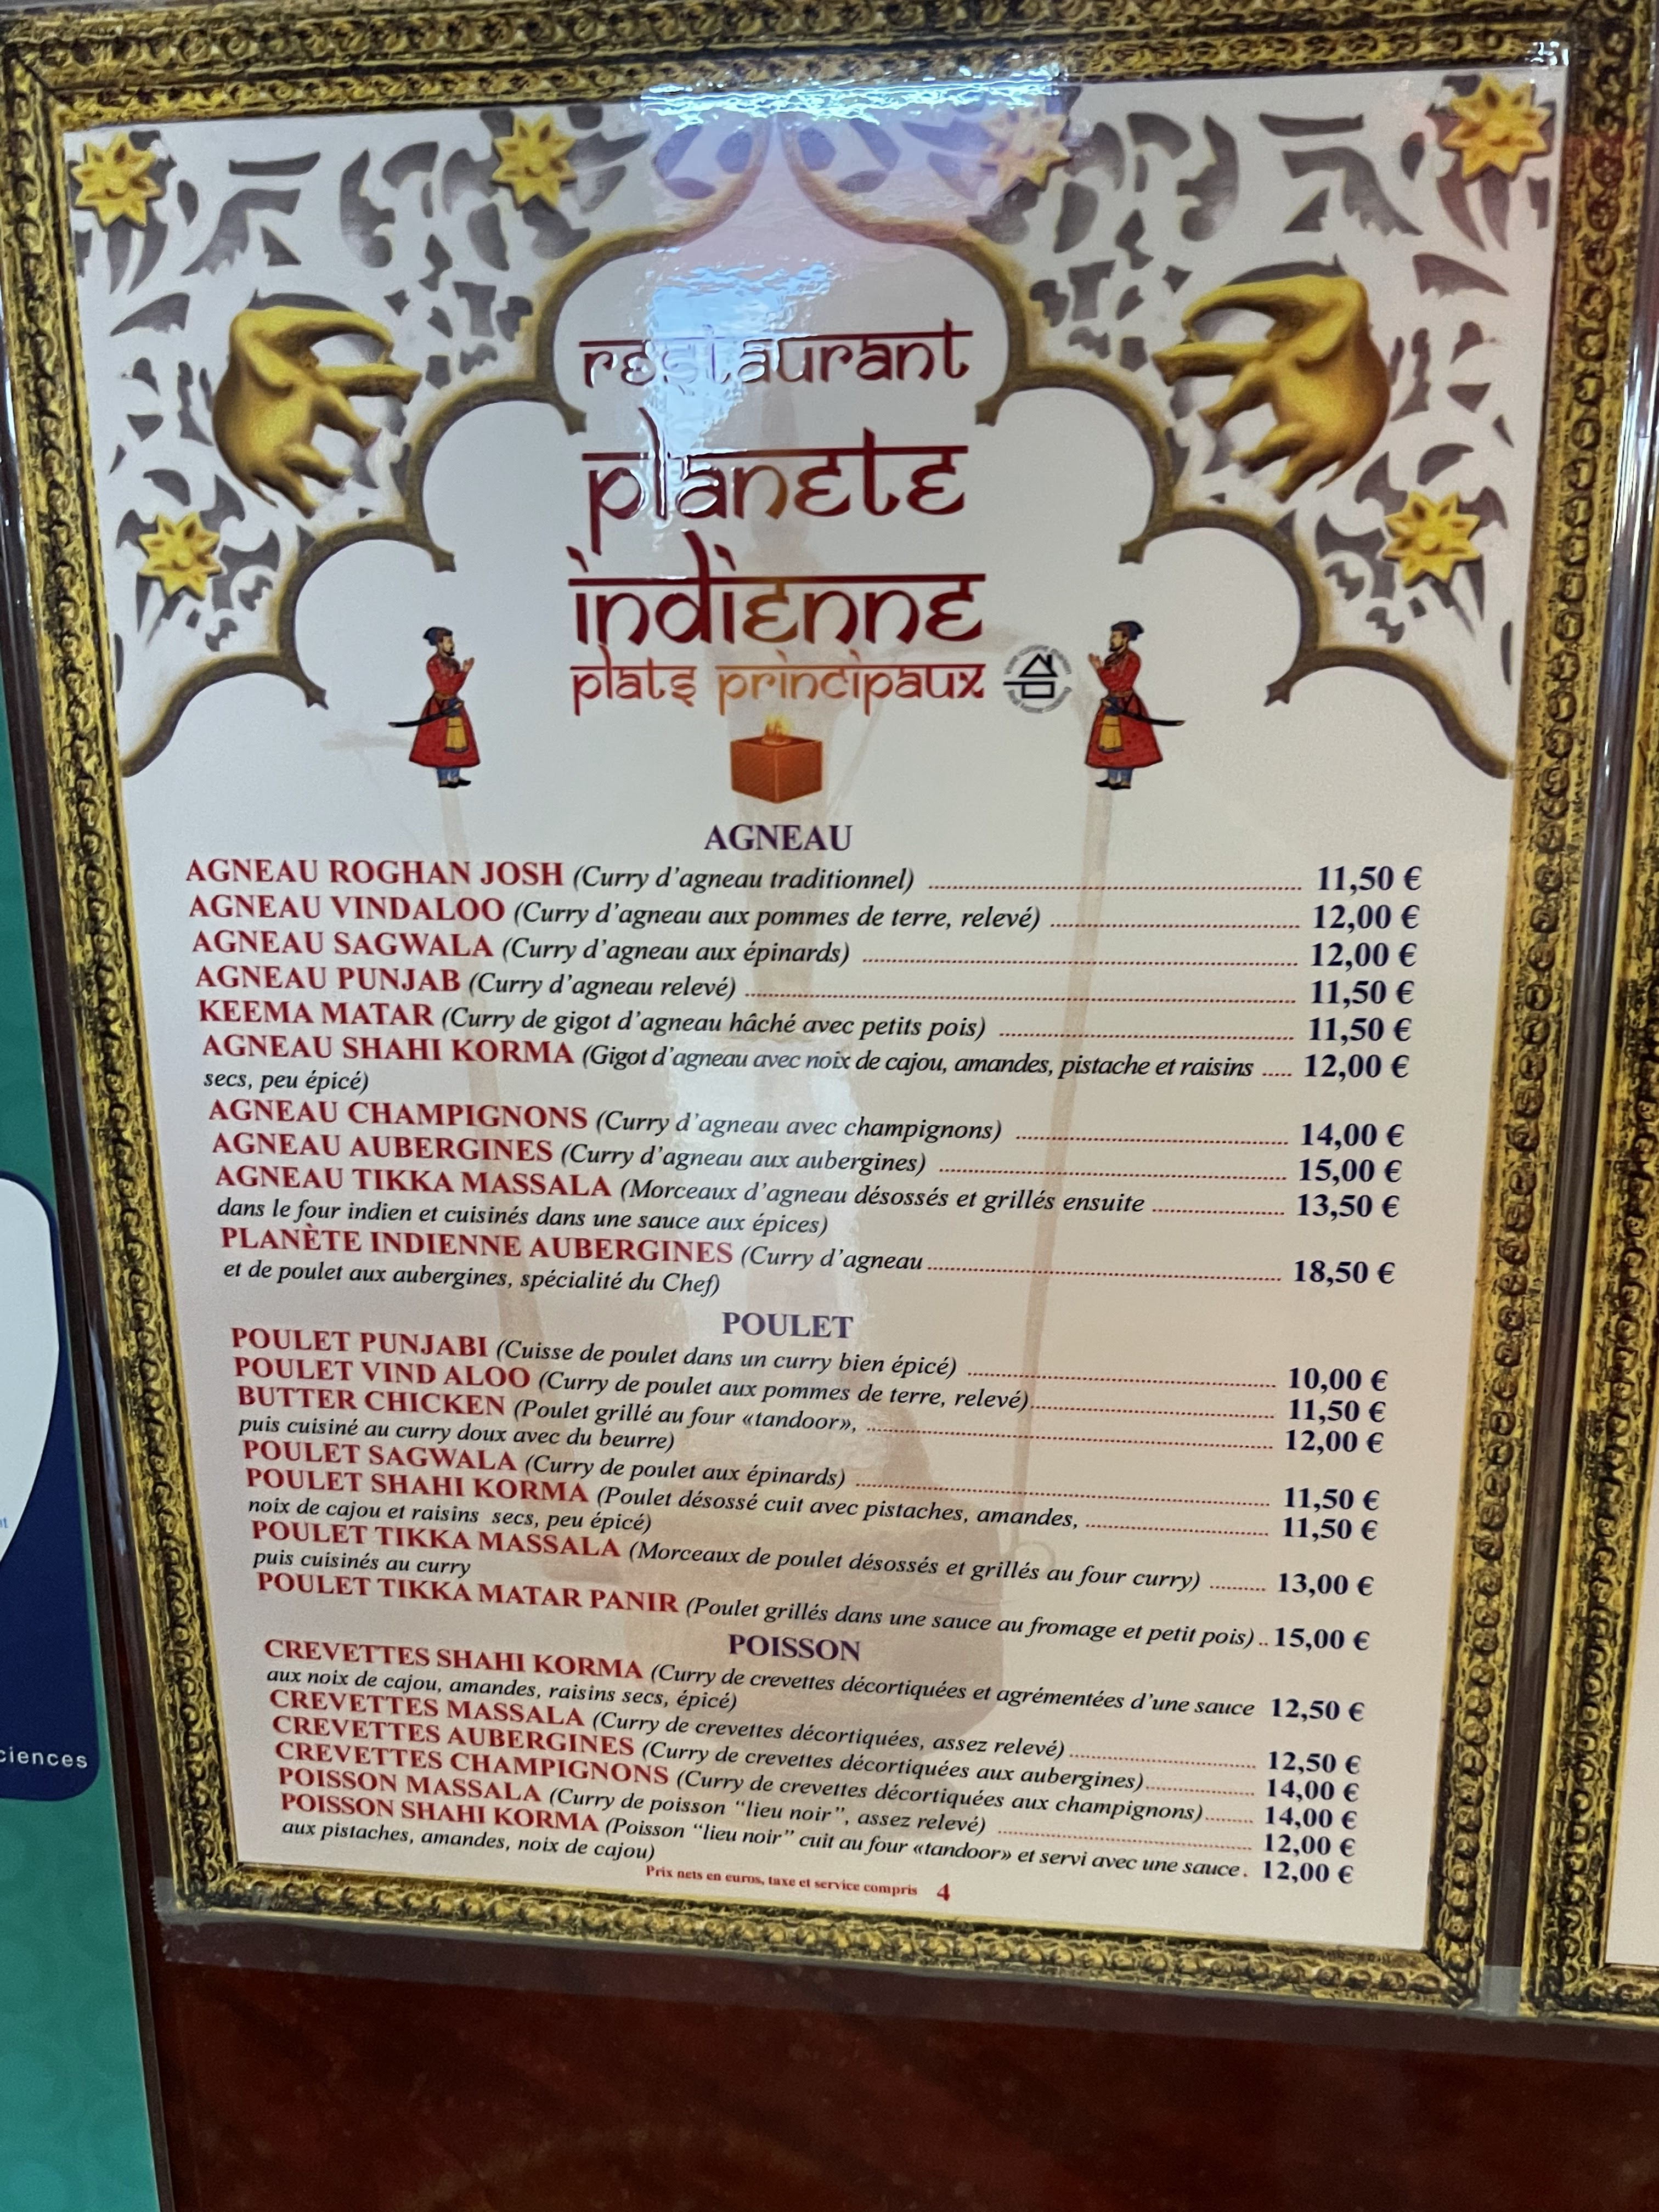 restaurant
planete
indienne
plats principaux
AGNEAU
AGNEAU ROGHAN JOSH (Curry d'agneau traditionnel) 11,50 €
AGNEAU VINDALOO (Curry d'agneau aux pommes de terre, relevé) 12,00 €
AGNEAU SAGWALA (Curry d'agneau aux épinards) 12,00 €
AGNEAU PUNJAB (Curry d'agneau relevé) 11,50 €
KEEMA MATAR (Curry de gigot d'agneau hâché avec petits pois) 11,50 €
AGNEAU SHAHI KORMA (Gigot d'agneau avec noix de cajou, amandes, pistache et raisins ..... 12,00 €
secs, peu épicé)
AGNEAU CHAMPIGNONS (Curry d'agneau avec champignons) 14,00 €
AGNEAU AUBERGINES (Curry d'agneau aux aubergines) 15,00 €
AGNEAU TIKKA MASSALA (Morceaux d'agneau désossés et grillés ensuite 13,50 €
dans le four indien et cuisinés dans une sauce aux épices)
PLANÈTE INDIENNE AUBERGINES (Curry d'agneau 18,50 €
et de poulet aux aubergines, spécialité du Chef)
POULET
POULET PUNJABI (Cuisse de poulet dans un curry bien épicé) 10,00 €
POULET VIND ALOO (Curry de poulet aux pommes de terre, relevé) 11,50 €
BUTTER CHICKEN (Poulet grillé au four «tandoor», 12,00 €
puis cuisiné au curry doux avec du beurre)
POULET SAGWALA (Curry de poulet aux épinards) 11,50 €
POULET SHAHI KORMA (Poulet désossé cuit avec pistaches, amandes, 11,50 €
noix de cajou et raisins secs, peu épicé)
POULET TIKKA MASSALA (Morceaux de poulet désossés et grillés au four curry) 13,00 €
puis cuisinés au curry
POULET TIKKA MATAR PANIR (Poulet grillés dans une sauce au fromage et petit pois) .. 15,00 €
POISSON
CREVETTES SHAHI KORMA (Curry de crevettes décortiquées et agrémentées d'une sauce 12,50 €
aux noix de cajou, amandes, raisins secs, épicé)
CREVETTES MASSALA (Curry de crevettes décortiquées, assez relevé) 12,50 €
CREVETTES AUBERGINES (Curry de crevettes décortiquées aux aubergines) 14,00 €
CREVETTES CHAMPIGNONS (Curry de crevettes décortiquées aux champignons) 14,00 €
POISSON MASSALA (Curry de poisson "lieu noir", assez relevé) 12,00 €
POISSON SHAHI KORMA (Poisson "lieu noir" cuit au four «tandoor» et servi avec une sauce . 12,00 €
aux pistaches, amandes, noix de cajou)
Prix nets en euros, taxe et service compris 4
ciences